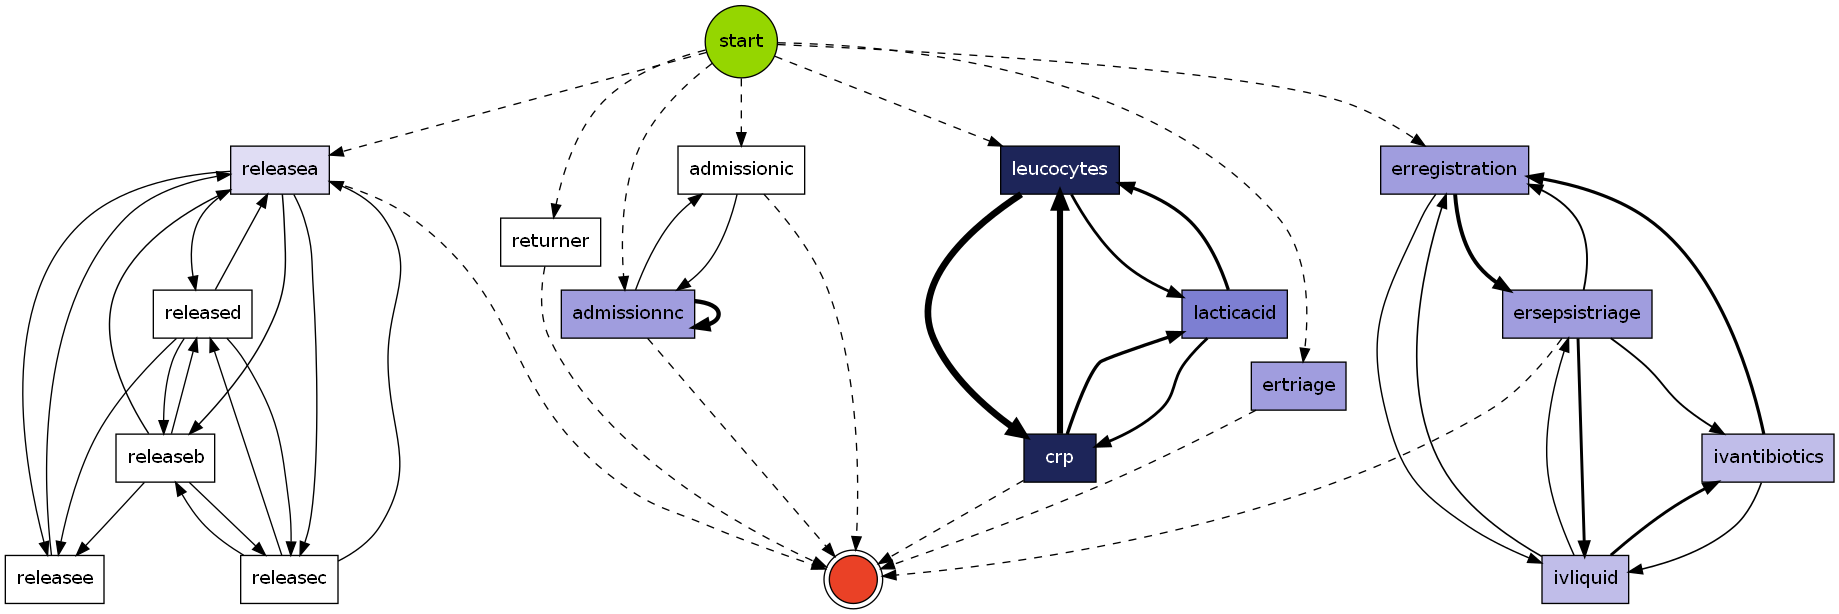 start
releasea
admissionic
leucocytes
erregistration
returner
released
admissionnc
lacticacid
ersepsistriage
ertriage
releaseb
crp
ivantibiotics
releasee
releasec
ivliquid